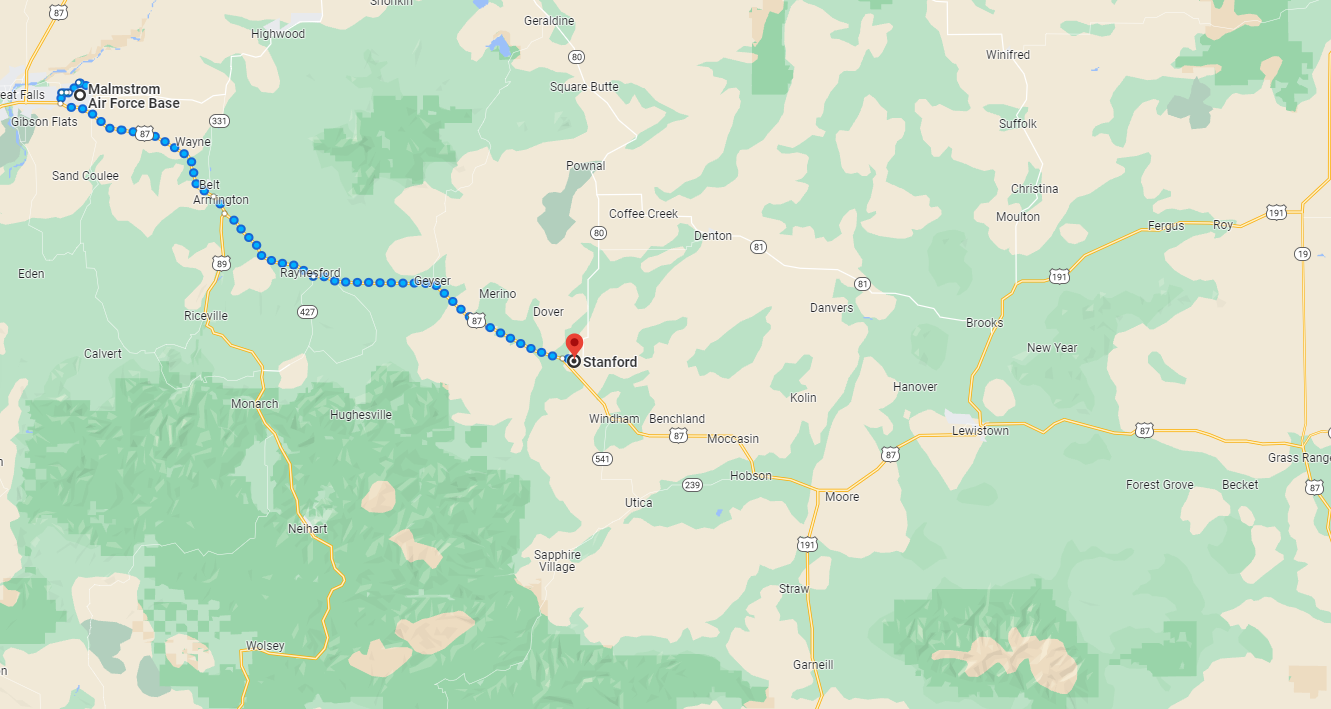 87
Shonkin
Geraldine
Highwood
80
Winifred
Malmstrom
Air Force Base
Square Butte
eat Falls
Gibson Flats
331
87
Suffolk
Wayne
Pownal
Sand Coulee
Belt
Armington
Christina
191
Coffee Creek
Moulton
Fergus
Roy
80
Denton
81
19
89
Eden
Raynesford
Geyser
191
81
Merino
427
Dover
Danvers
Riceville
87
Brooks
Calvert
New Year
Stanford
Hanover
Monarch
Kolin
Hughesville
Windham
Benchland
87
Moccasin
Lewistown
87
541
87
Grass Range
Hobson
239
Moore
Forest Grove
Becket
87
Utica
Neihart
191
Sapphire
Village
Straw
Wolsey
Garneill
n
n